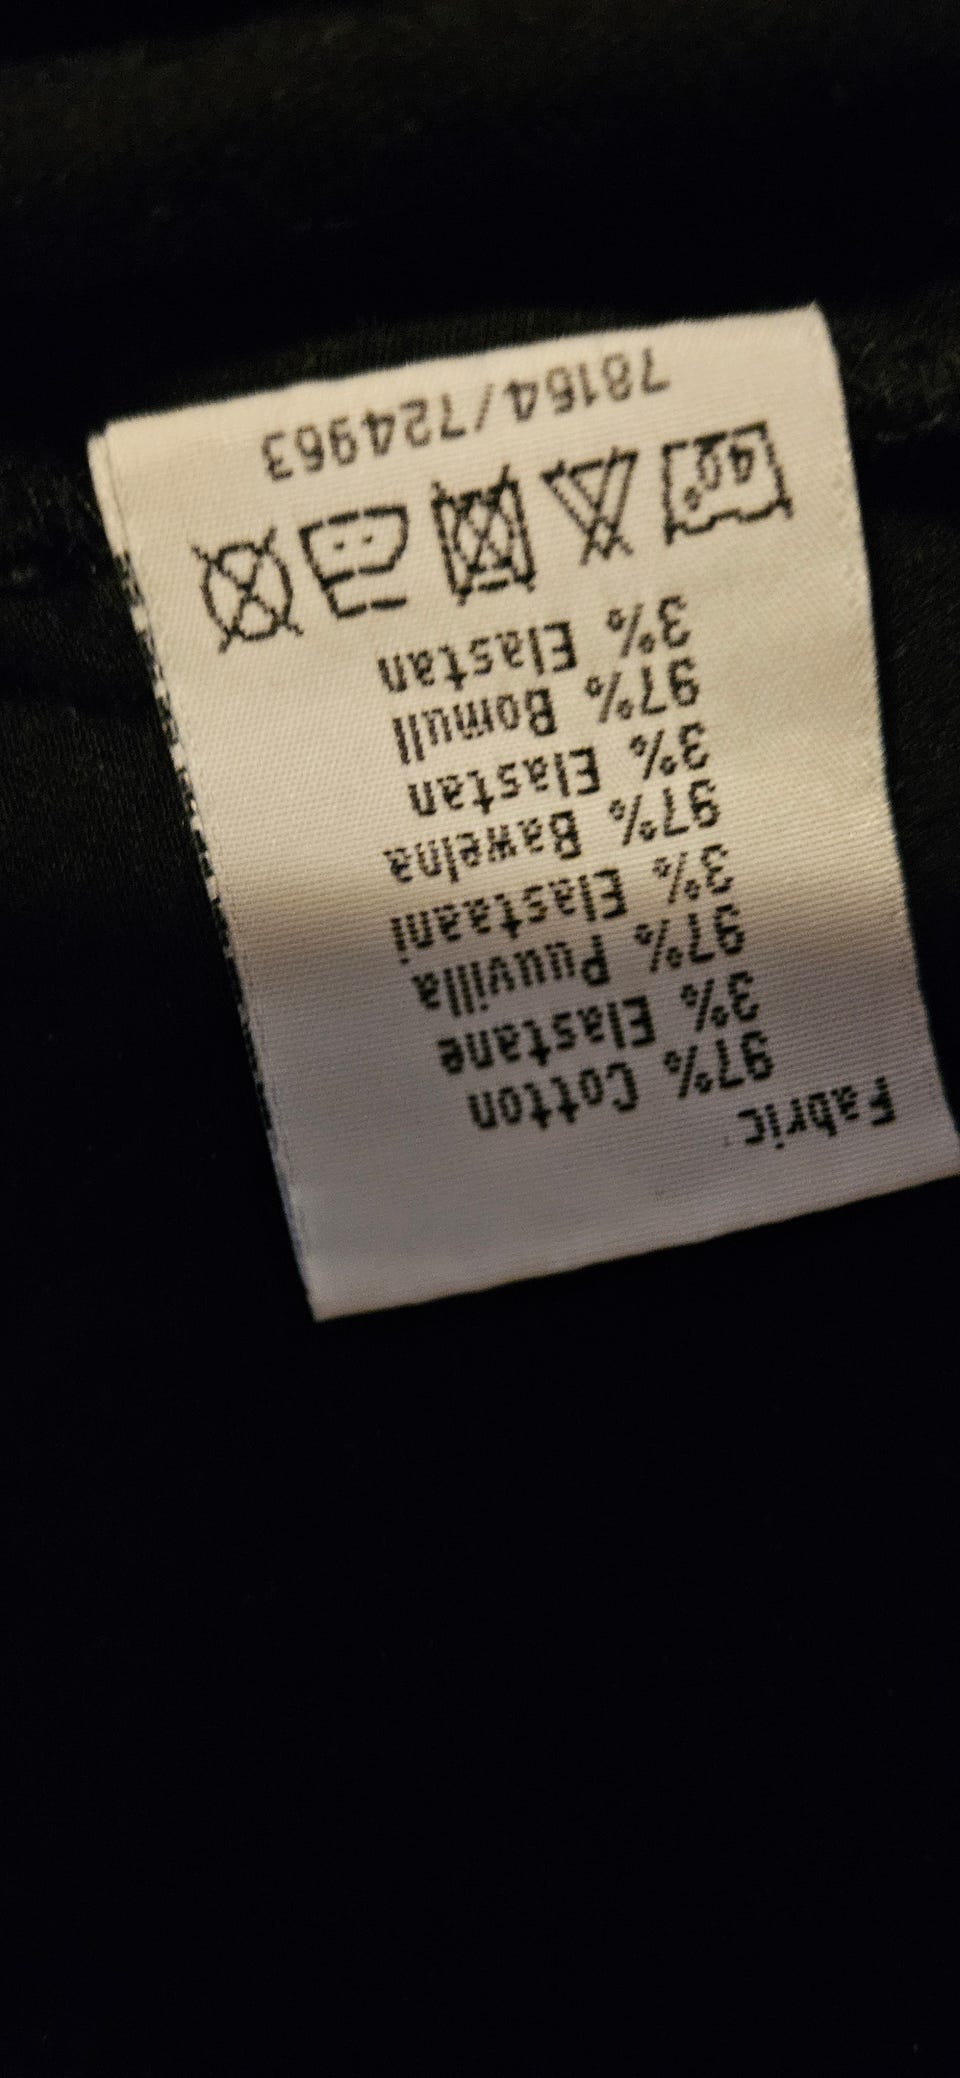 Fabric
97% Cotton
3% Elastane
97% Puuvilla
3% Elastaani
97% Bawelna
3% Elastan
97% Bomull
3% Elastan
40°
78164/724963